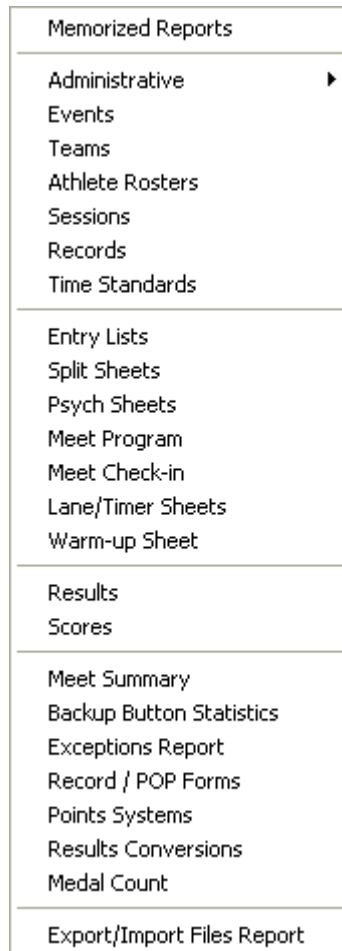 Memorized Reports
Administrative
Events
Teams
Athlete Rosters
Sessions
Records
Time Standards
Entry Lists
Split Sheets
Psych Sheets
Meet Program
Meet Check-in
Lane/Timer Sheets
Warm-up Sheet
Results
Scores
Meet Summary
Backup Button Statistics
Exceptions Report
Record / POP Forms
Points Systems
Results Conversions
Medal Count
Export/Import Files Report